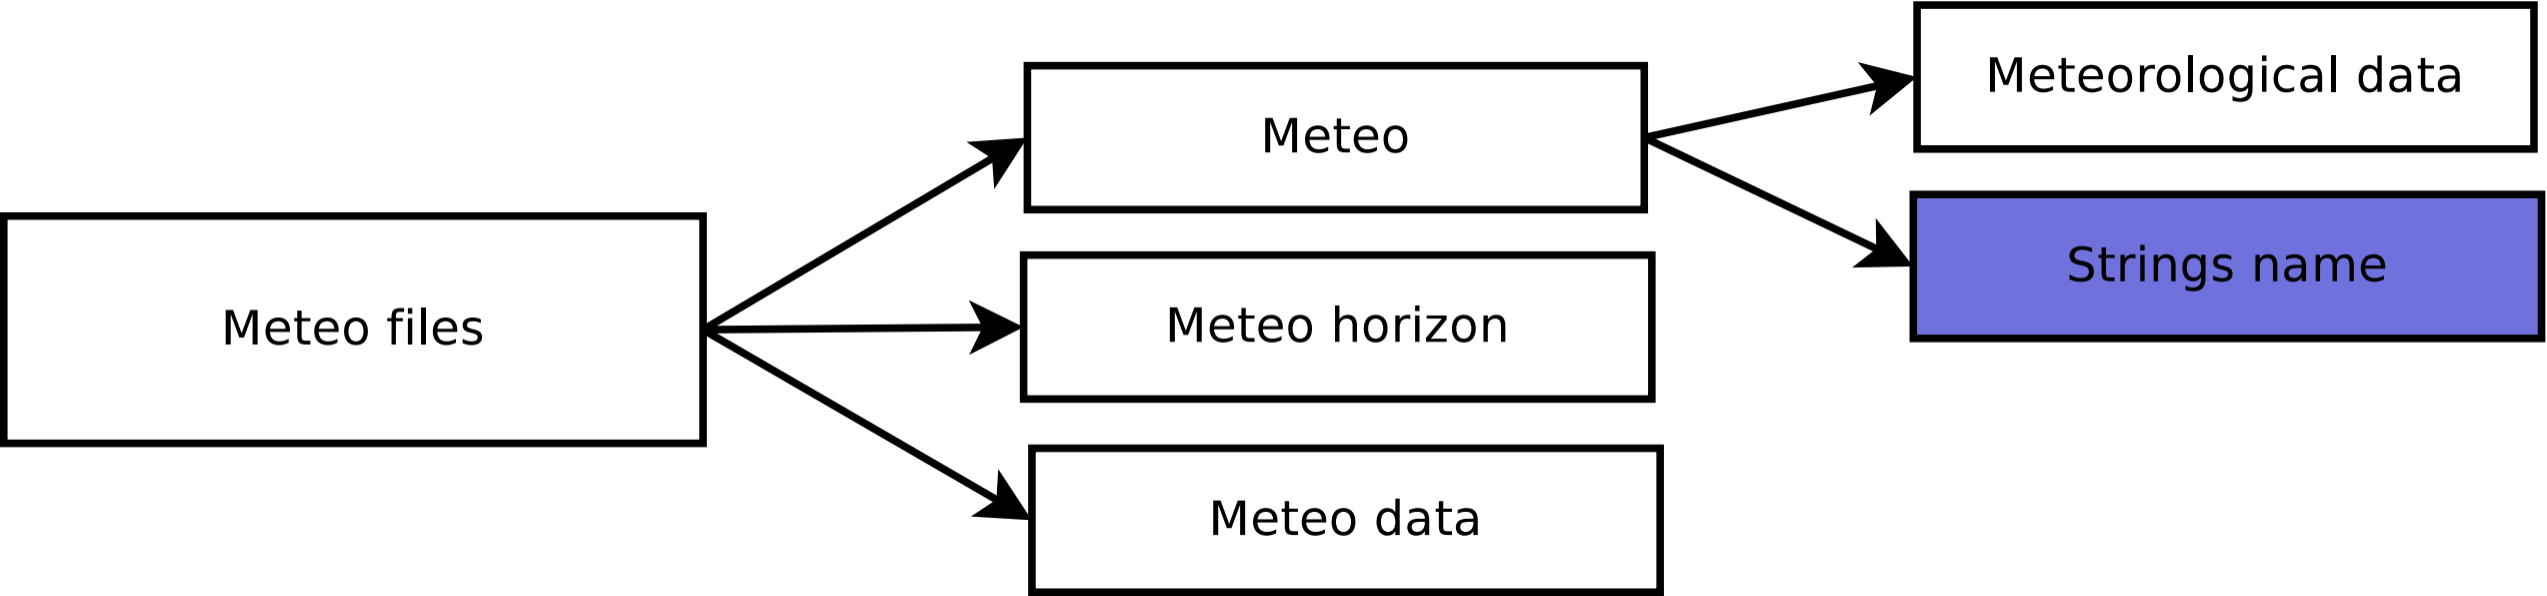 Meteorological data
Meteo
Strings name
Meteo files
Meteo horizon
Meteo data